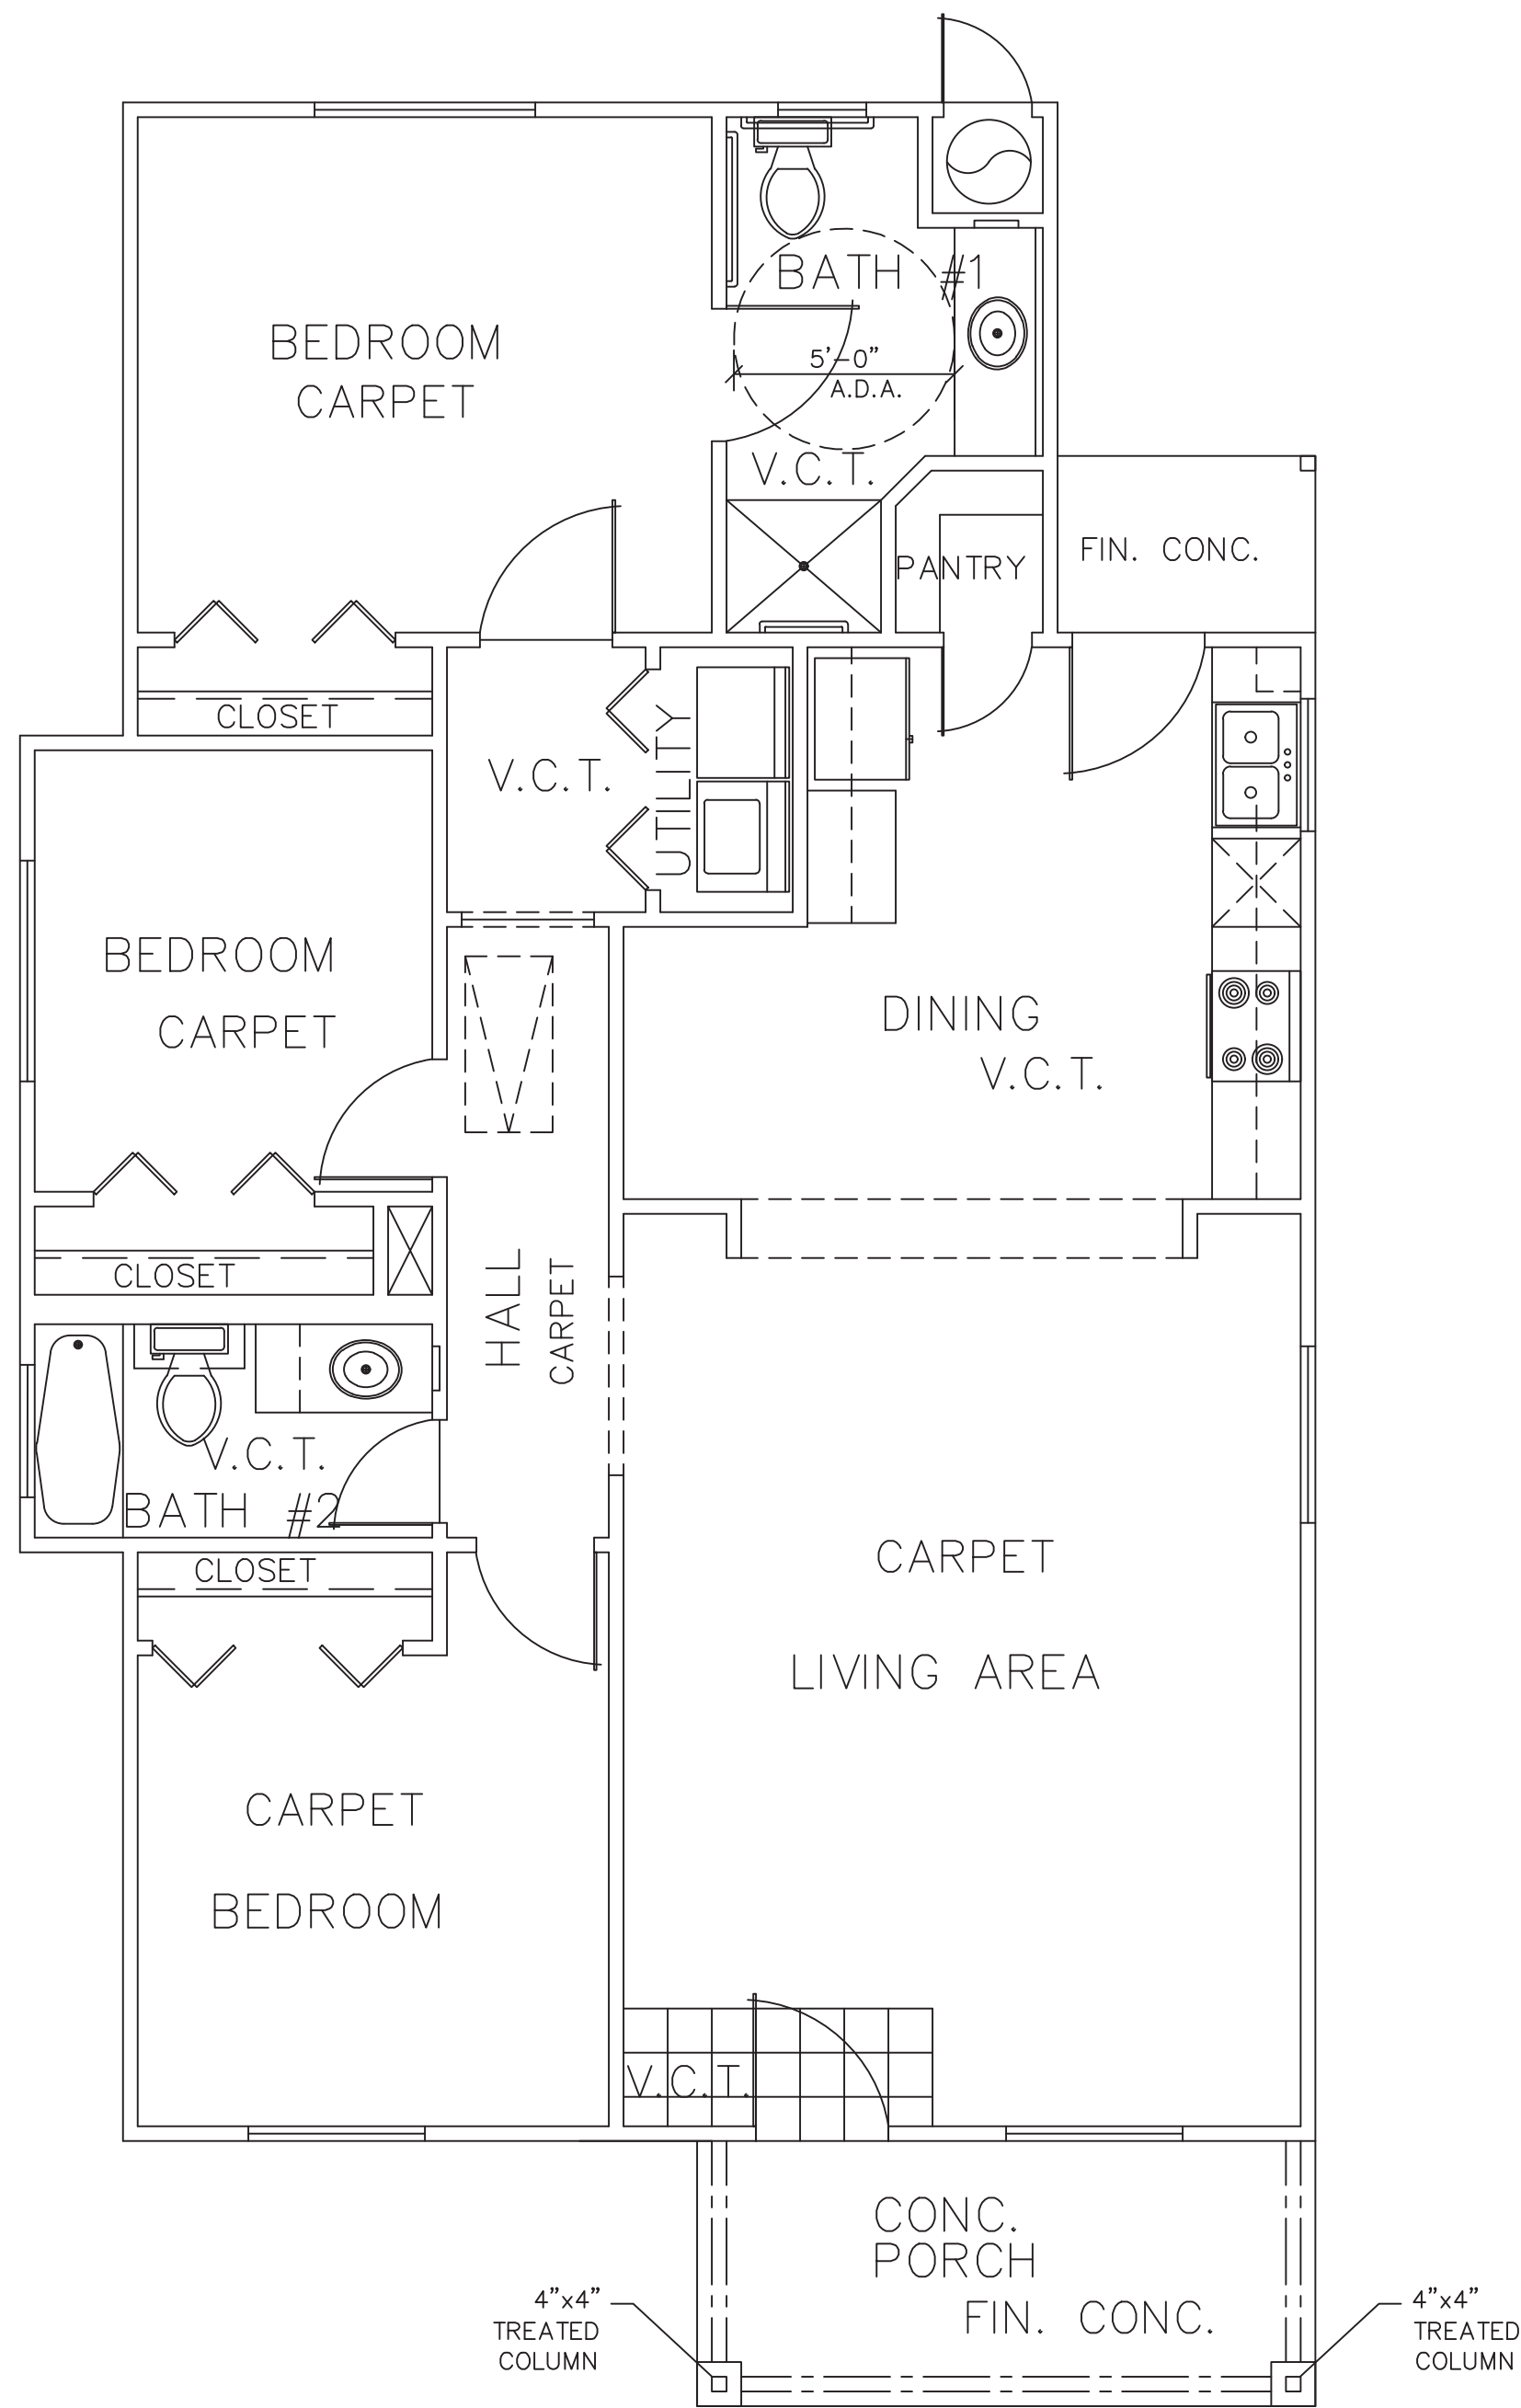 BATH #1
BEDROOM
CARPET
5'-0"
A.D.A.
V.C.T.
PANTRY
FIN. CONC.
CLOSET
V.C.T.
UTILITY
BEDROOM
CARPET
DINING
V.C.T.
CLOSET
HALL
CARPET
V.C.T.
BATH #2
CLOSET
CARPET
LIVING AREA
CARPET
BEDROOM
V.C.T.
CONC.
PORCH
FIN. CONC.
4"x4"
TREATED
COLUMN
4"x4"
TREATED
COLUMN